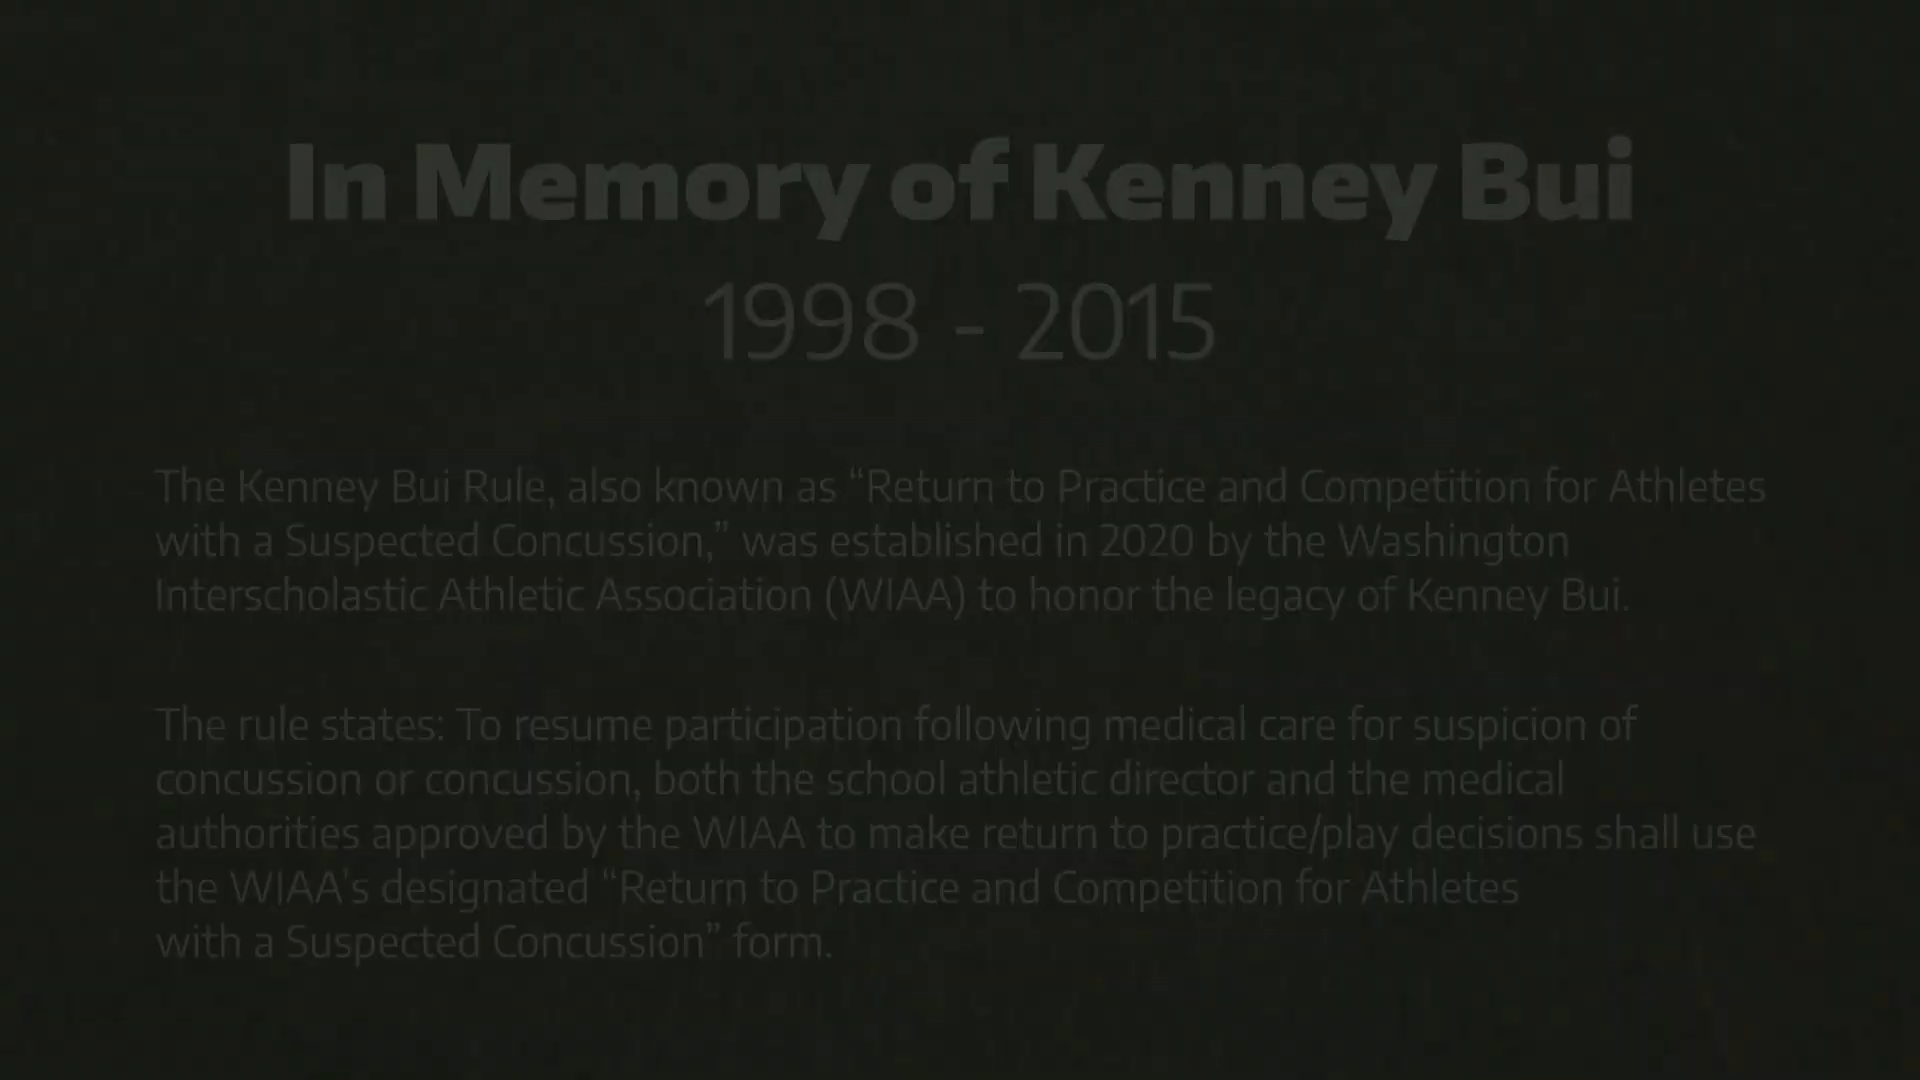 In Memory of Kenney Bui
1998 - 2015
The Kenney Bui Rule, also known as “Return to Practice and Competition for Athletes
with a Suspected Concussion,” was established in 2020 by the Washington
Interscholastic Athletic Association (WIAA) to honor the legacy of Kenney Bui.
The rule states: To resume participation following medical care for suspicion of
concussion or concussion, both the school athletic director and the medical
authorities approved by the WIAA to make return to practice/play decisions shall use
the WIAA’s designated “Return to Practice and Competition for Athletes
with a Suspected Concussion” form.